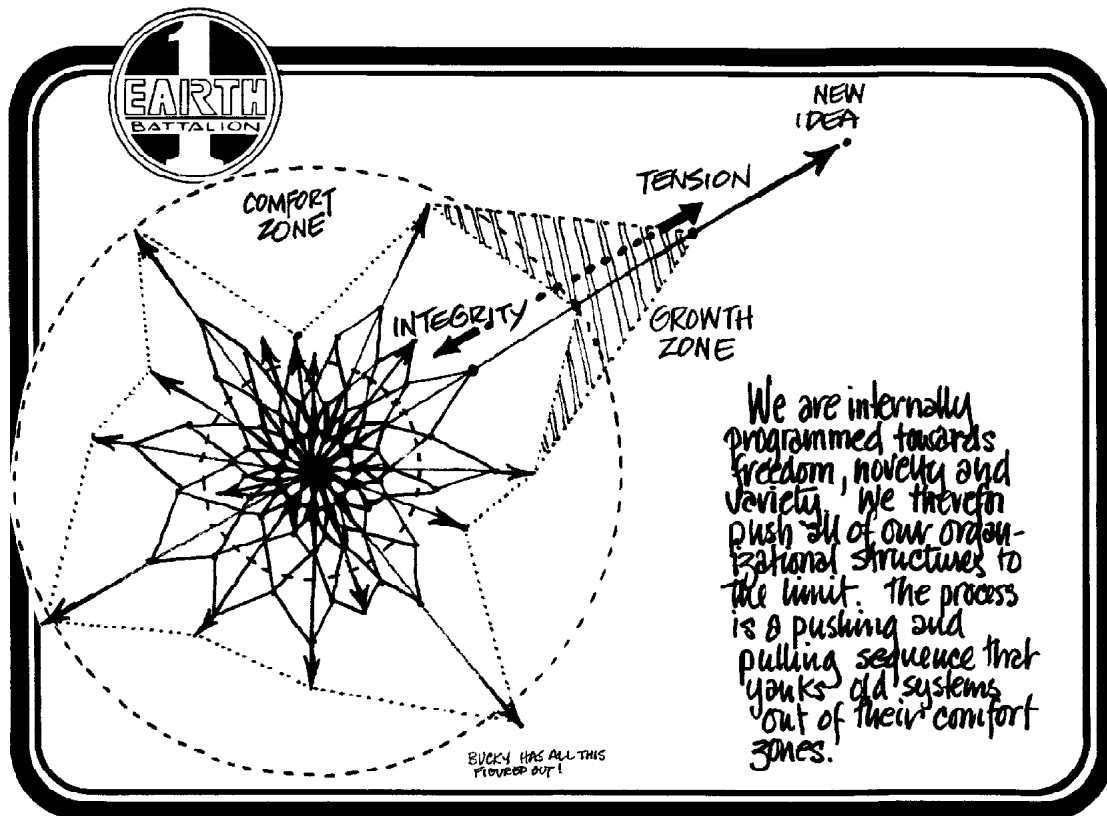 1
EARTH
BATTALION
NEW
IDEA
TENSION
COMFORT
ZONE
INTEGRITY
GROWTH
ZONE
We are internally
programmed towards
freedom, novelty and
variety. We therefor
push all of our organ-
izational structures to
the limit. The process
is a pushing and
pulling sequence that
yanks old systems
out of their comfort
zones.
BUCKY HAS ALL THIS
FIGURED OUT!